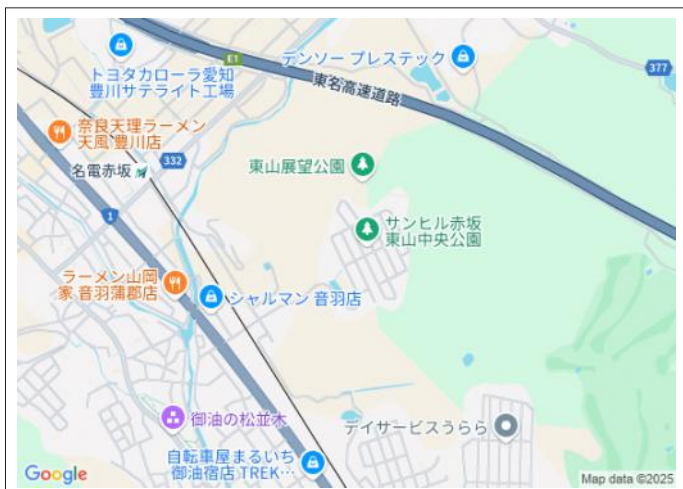 デンソー プレステック
E1
トヨタカローラ愛知
豊川サテライト工場
377
東名高速道路
奈良天理ラーメン
天風 豊川店
332
名電赤坂
東山展望公園
1
サンヒル赤坂
東山中央公園
ラーメン山岡
家 音羽蒲郡店
シャルマン 音羽店
御油の松並木
デイサービスうらら
自転車屋まるいち
御油宿店 TREK…
Google
Map data ©2025